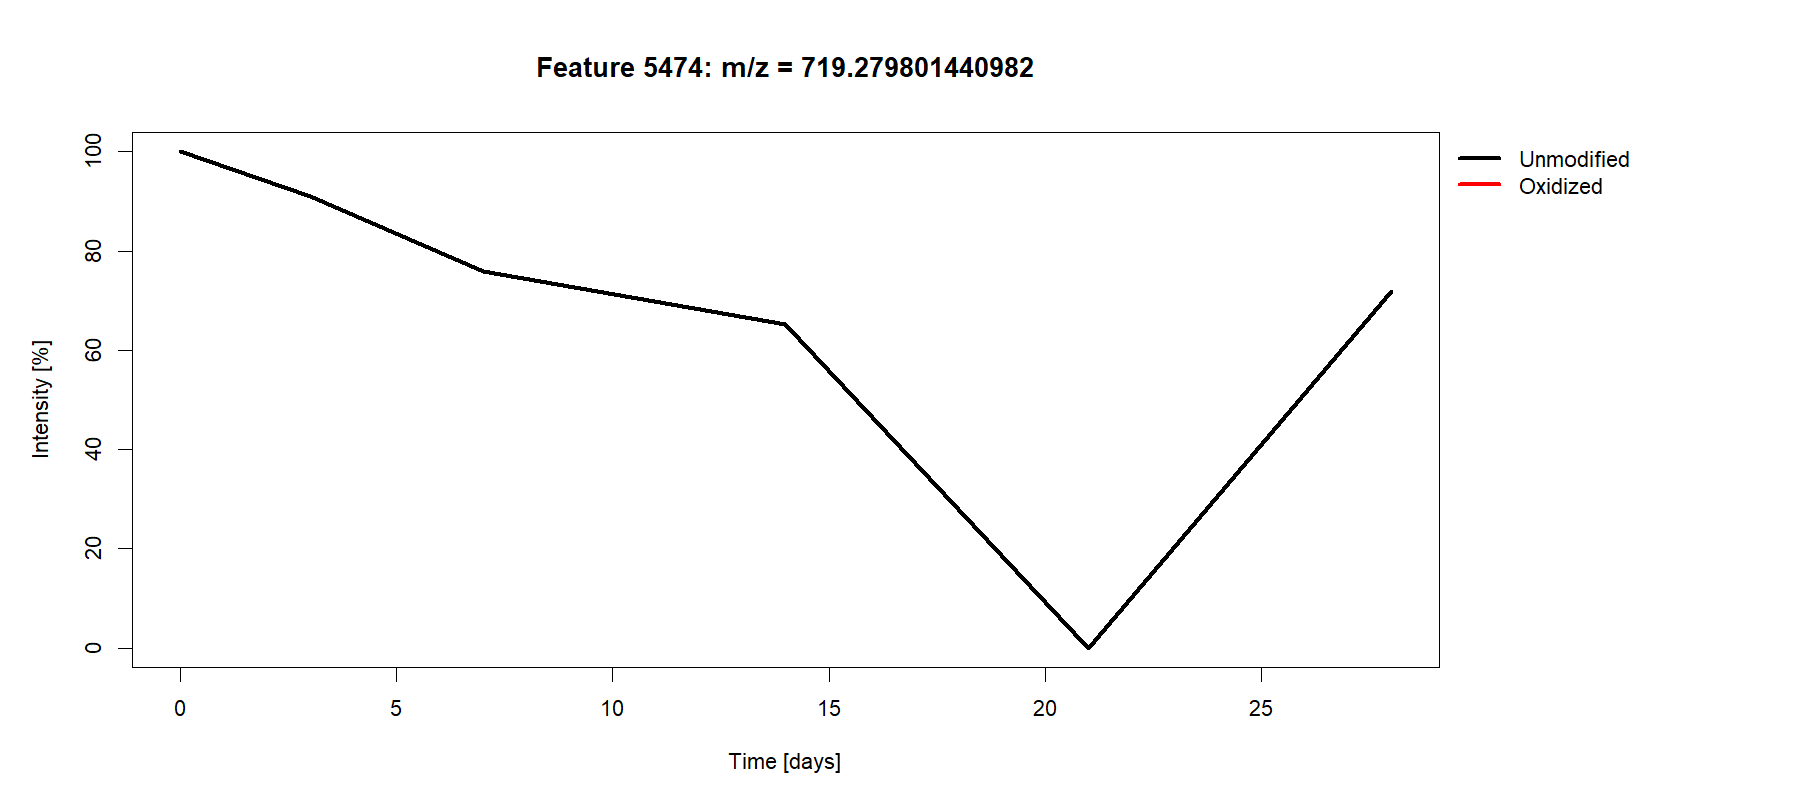 Feature 5474: m/z = 719.279801440982
Unmodified
Oxidized
Intensity [%]
100
80
60
40
20
0
0 5 10 15 20 25
Time [days]